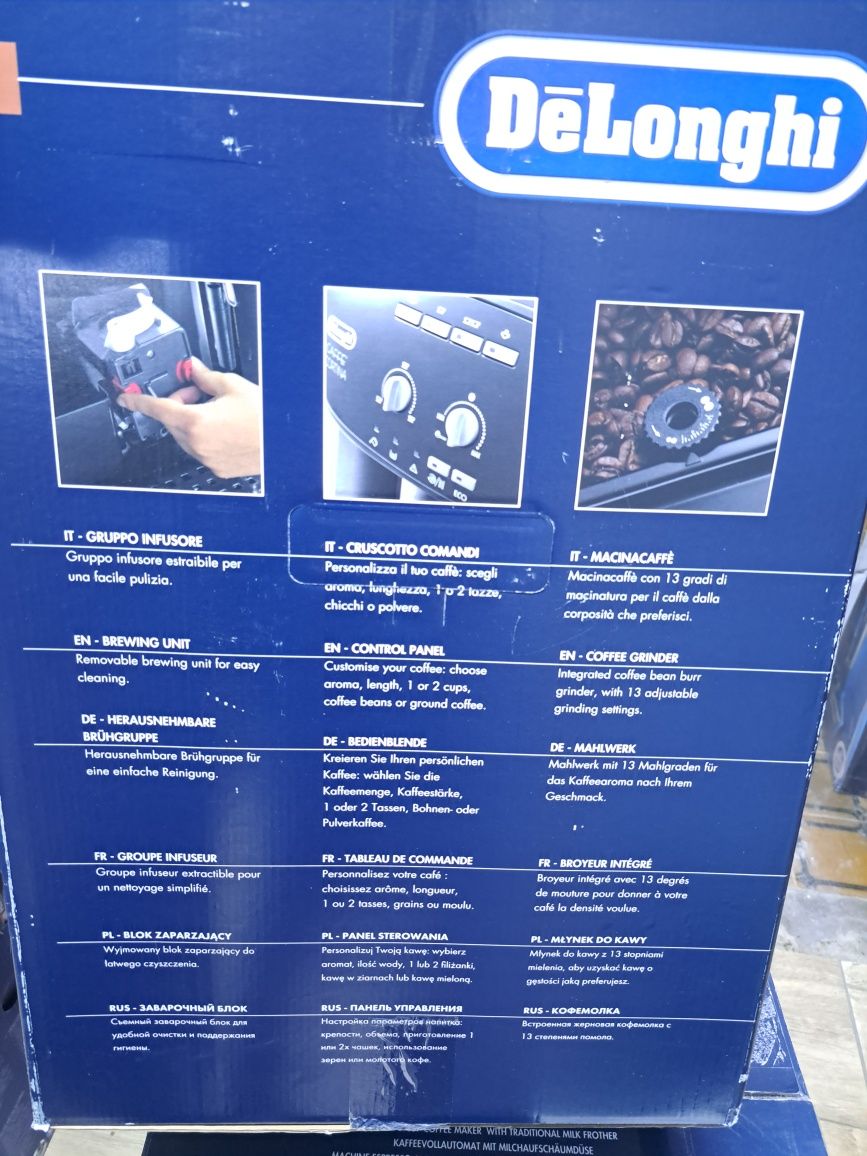 DēLonghi
IT - GRUPPO INFUSORE
Gruppo infusore estraibile per
una facile pulizia.
EN - BREWING UNIT
Removable brewing unit for easy
cleaning.
DE - HERAUSNEHMBARE
BRÜHGRUPPE
Herausnehmbare Brühgruppe für
eine einfache Reinigung.
FR - GROUPE INFUSEUR
Groupe infuseur extractible pour
un nettoyage simplifié.
PL - BLOK ZAPARZAJĄCY
Wyjmowany blok zaparzający do
łatwego czyszczenia.
RUS - ЗАВАРОЧНЫЙ БЛОК
Съемный заварочный блок для
удобной очистки и поддержания
гигиены.
ECO
IT - CRUSCOTTO COMANDI
Personalizza il tuo caffè: scegli
aroma, lunghezza, 1 o 2 tazze,
chicchi o polvere.
EN - CONTROL PANEL
Customise your coffee: choose
aroma, length, 1 or 2 cups,
coffee beans or ground coffee.
DE - BEDIENBLENDE
Kreieren Sie Ihren persönlichen
Kaffee: wählen Sie die
Kaffeemenge, Kaffeestärke,
1 oder 2 Tassen, Bohnen- oder
Pulverkaffee.
FR - TABLEAU DE COMMANDE
Personnalisez votre café :
choisissez arôme, longueur,
1 ou 2 tasses, grains ou moulu.
PL - PANEL STEROWANIA
Personalizuj Twoją kawę: wybierz
aromat, ilość wody, 1 lub 2 filiżanki,
kawę w ziarnach lub kawę mieloną.
RUS - ПАНЕЛЬ УПРАВЛЕНИЯ
Настройка параметров напитка:
крепости, объема, приготовление 1
или 2х чашек, использование
зерен или молотого кофе.
IT - MACINACAFFÈ
Macinacaffè con 13 gradi di
macinatura per il caffè dalla
corposità che preferisci.
EN - COFFEE GRINDER
Integrated coffee bean burr
grinder, with 13 adjustable
grinding settings.
DE - MAHLWERK
Mahlwerk mit 13 Mahlgraden für
das Kaffeearoma nach Ihrem
Geschmack.
FR - BROYEUR INTÉGRÉ
Broyeur intégré avec 13 degrés
de mouture pour donner à votre
café la densité voulue.
PL - MŁYNEK DO KAWY
Młynek do kawy z 13 stopniami
mielenia, aby uzyskać kawę o
gęstości jaką preferujesz.
RUS - КОФЕМОЛКА
Встроенная жерновая кофемолка с
13 степенями помола.
COFFEE MAKER WITH TRADITIONAL MILK FROTHER
KAFFEEVOLLAUTOMAT MIT MILCHAUFSCHÄUMDÜSE